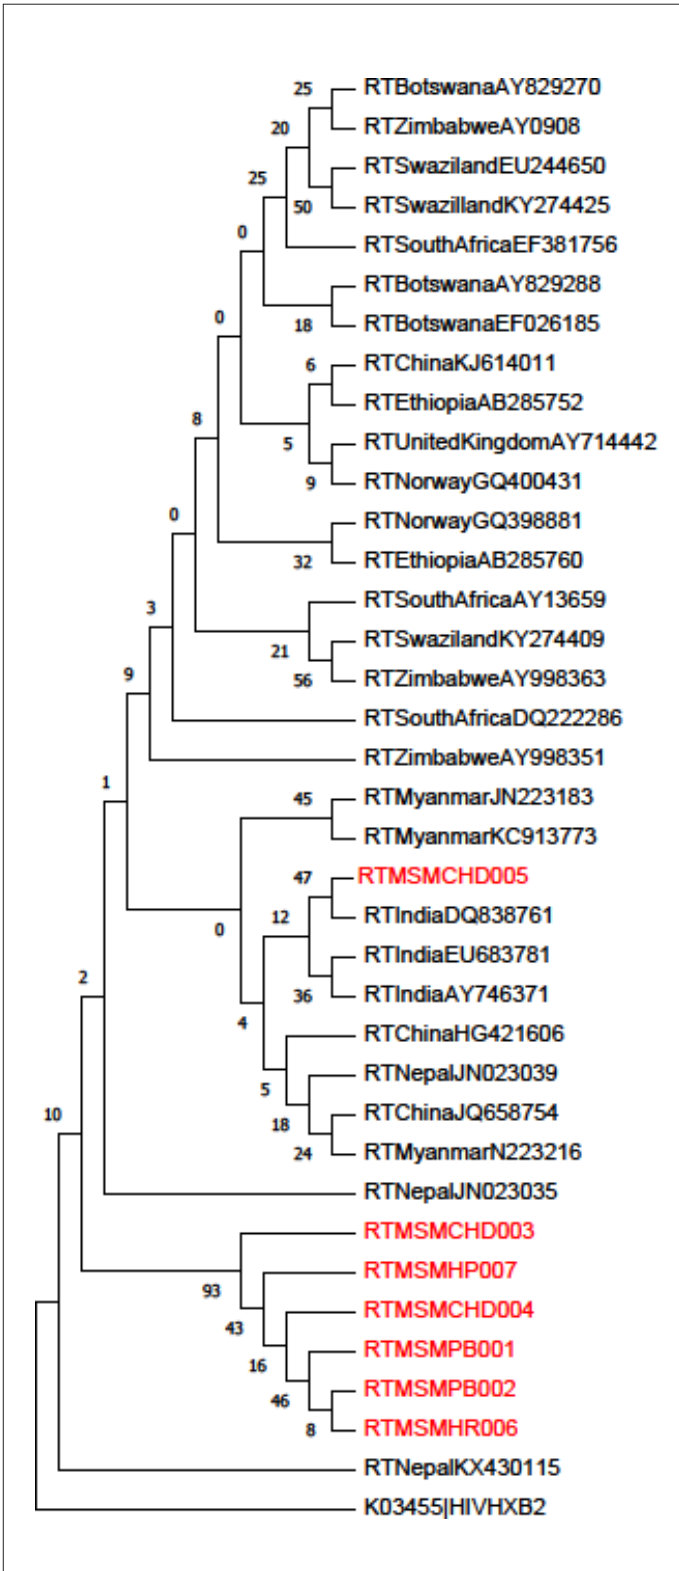 25
RTBotswanaAY829270
20
RTZimbabweAY0908
RTSwazilandEU244650
25
50
RTSwazillandKY274425
0
RTSouthAfricaEF381756
RTBotswanaAY829288
0
18
RTBotswanaEF026185
6
RTChinaKJ614011
RTEthiopiaAB285752
8
5
RTUnitedKingdomAY714442
9
RTNorwayGQ400431
0
RTNorwayGQ398881
32
RTEthiopiaAB285760
3
RTSouthAfricaAY13659
21
RTSwazilandKY274409
9
56
RTZimbabweAY998363
RTSouthAfricaDQ222286
RTZimbabweAY998351
1
45
RTMyanmarJN223183
RTMyanmarKC913773
47
RTMSMCHD005
12
RTIndiaDQ838761
0
RTIndiaEU683781
2
36
RTIndiaAY746371
4
RTChinaHG421606
5
RTNepalJN023039
10
18
RTChinaJQ658754
24
RTMyanmarN223216
RTNepalJN023035
RTMSMCHD003
93
RTMSMHP007
43
RTMSMCHD004
16
RTMSMPB001
46
RTMSMPB002
8
RTMSMHR006
RTNepalKX430115
K03455|HIVHXB2